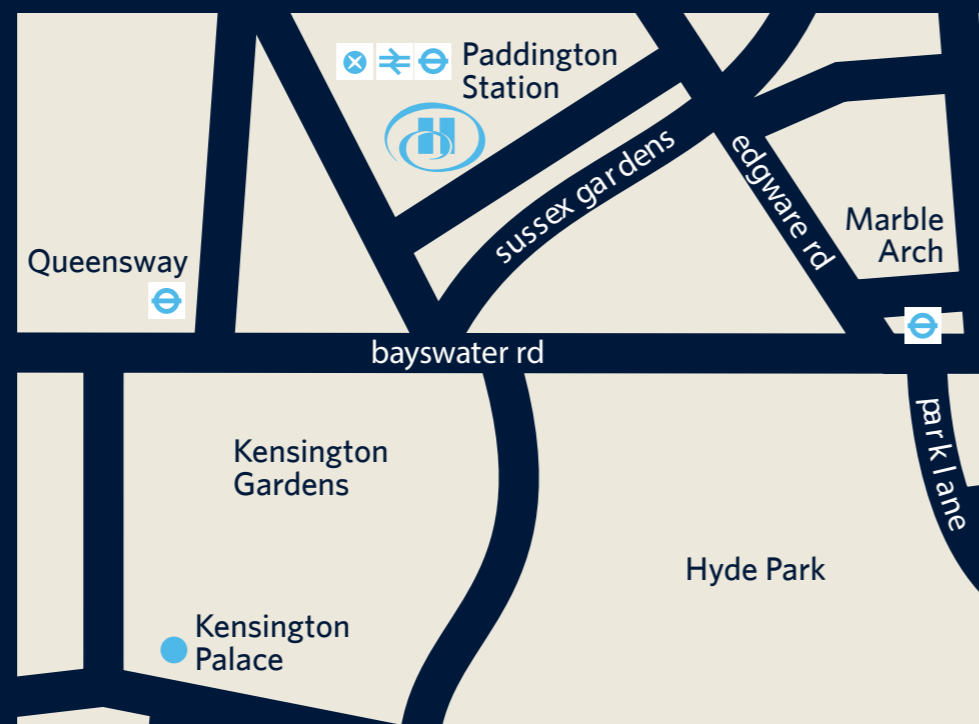 Paddington
Station
sussex gardens
edgware rd
Marble
Arch
Queensway
bayswater rd
park lane
Kensington
Gardens
Hyde Park
Kensington
Palace